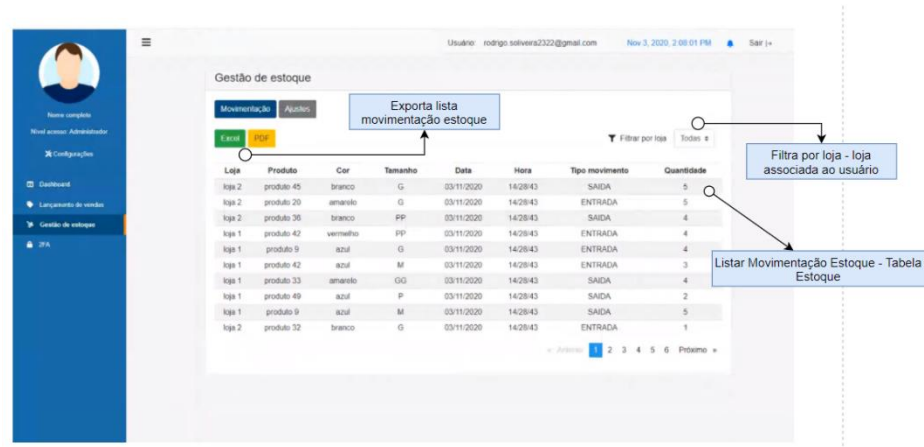 Usuário: rodrigo.soliveira2322@gmail.com Nov 3, 2020, 2:08:01 PM Sair
Nome completo
Nível acesso: Administrador
Configurações
Dashboard
Lançamento de vendas
Gestão de estoque
2FA
Gestão de estoque
Movimentação Ajustes
Exporta lista
movimentação estoque
Excel PDF
Filtrar por loja Todas
Filtra por loja - loja
associada ao usuário
Loja Produto Cor Tamanho Data Hora Tipo movimento Quantidade
loja 2 produto 45 branco G 03/11/2020 14/28/43 SAIDA 5
loja 2 produto 20 amarelo G 03/11/2020 14/28/43 ENTRADA 5
loja 2 produto 36 branco PP 03/11/2020 14/28/43 SAIDA 4
loja 1 produto 42 vermelho PP 03/11/2020 14/28/43 ENTRADA 4
loja 1 produto 9 azul G 03/11/2020 14/28/43 ENTRADA 4
loja 1 produto 42 azul M 03/11/2020 14/28/43 ENTRADA 3
loja 1 produto 33 amarelo GG 03/11/2020 14/28/43 SAIDA 4
loja 1 produto 49 azul P 03/11/2020 14/28/43 SAIDA 2
loja 1 produto 9 azul M 03/11/2020 14/28/43 SAIDA 5
loja 2 produto 32 branco G 03/11/2020 14/28/43 ENTRADA 1
Listar Movimentação Estoque - Tabela
Estoque
« Anterior 1 2 3 4 5 6 Próximo »